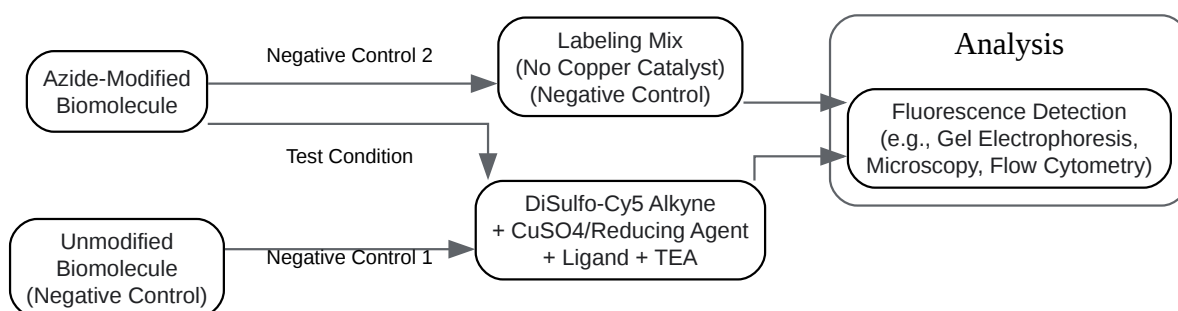 Azide-Modified
Biomolecule
Negative Control 2
Labeling Mix
(No Copper Catalyst)
(Negative Control)
Analysis
Fluorescence Detection
(e.g., Gel Electrophoresis,
Microscopy, Flow Cytometry)
Test Condition
DiSulfo-Cy5 Alkyne
+ CuSO4/Reducing Agent
+ Ligand + TEA
Unmodified
Biomolecule
(Negative Control)
Negative Control 1